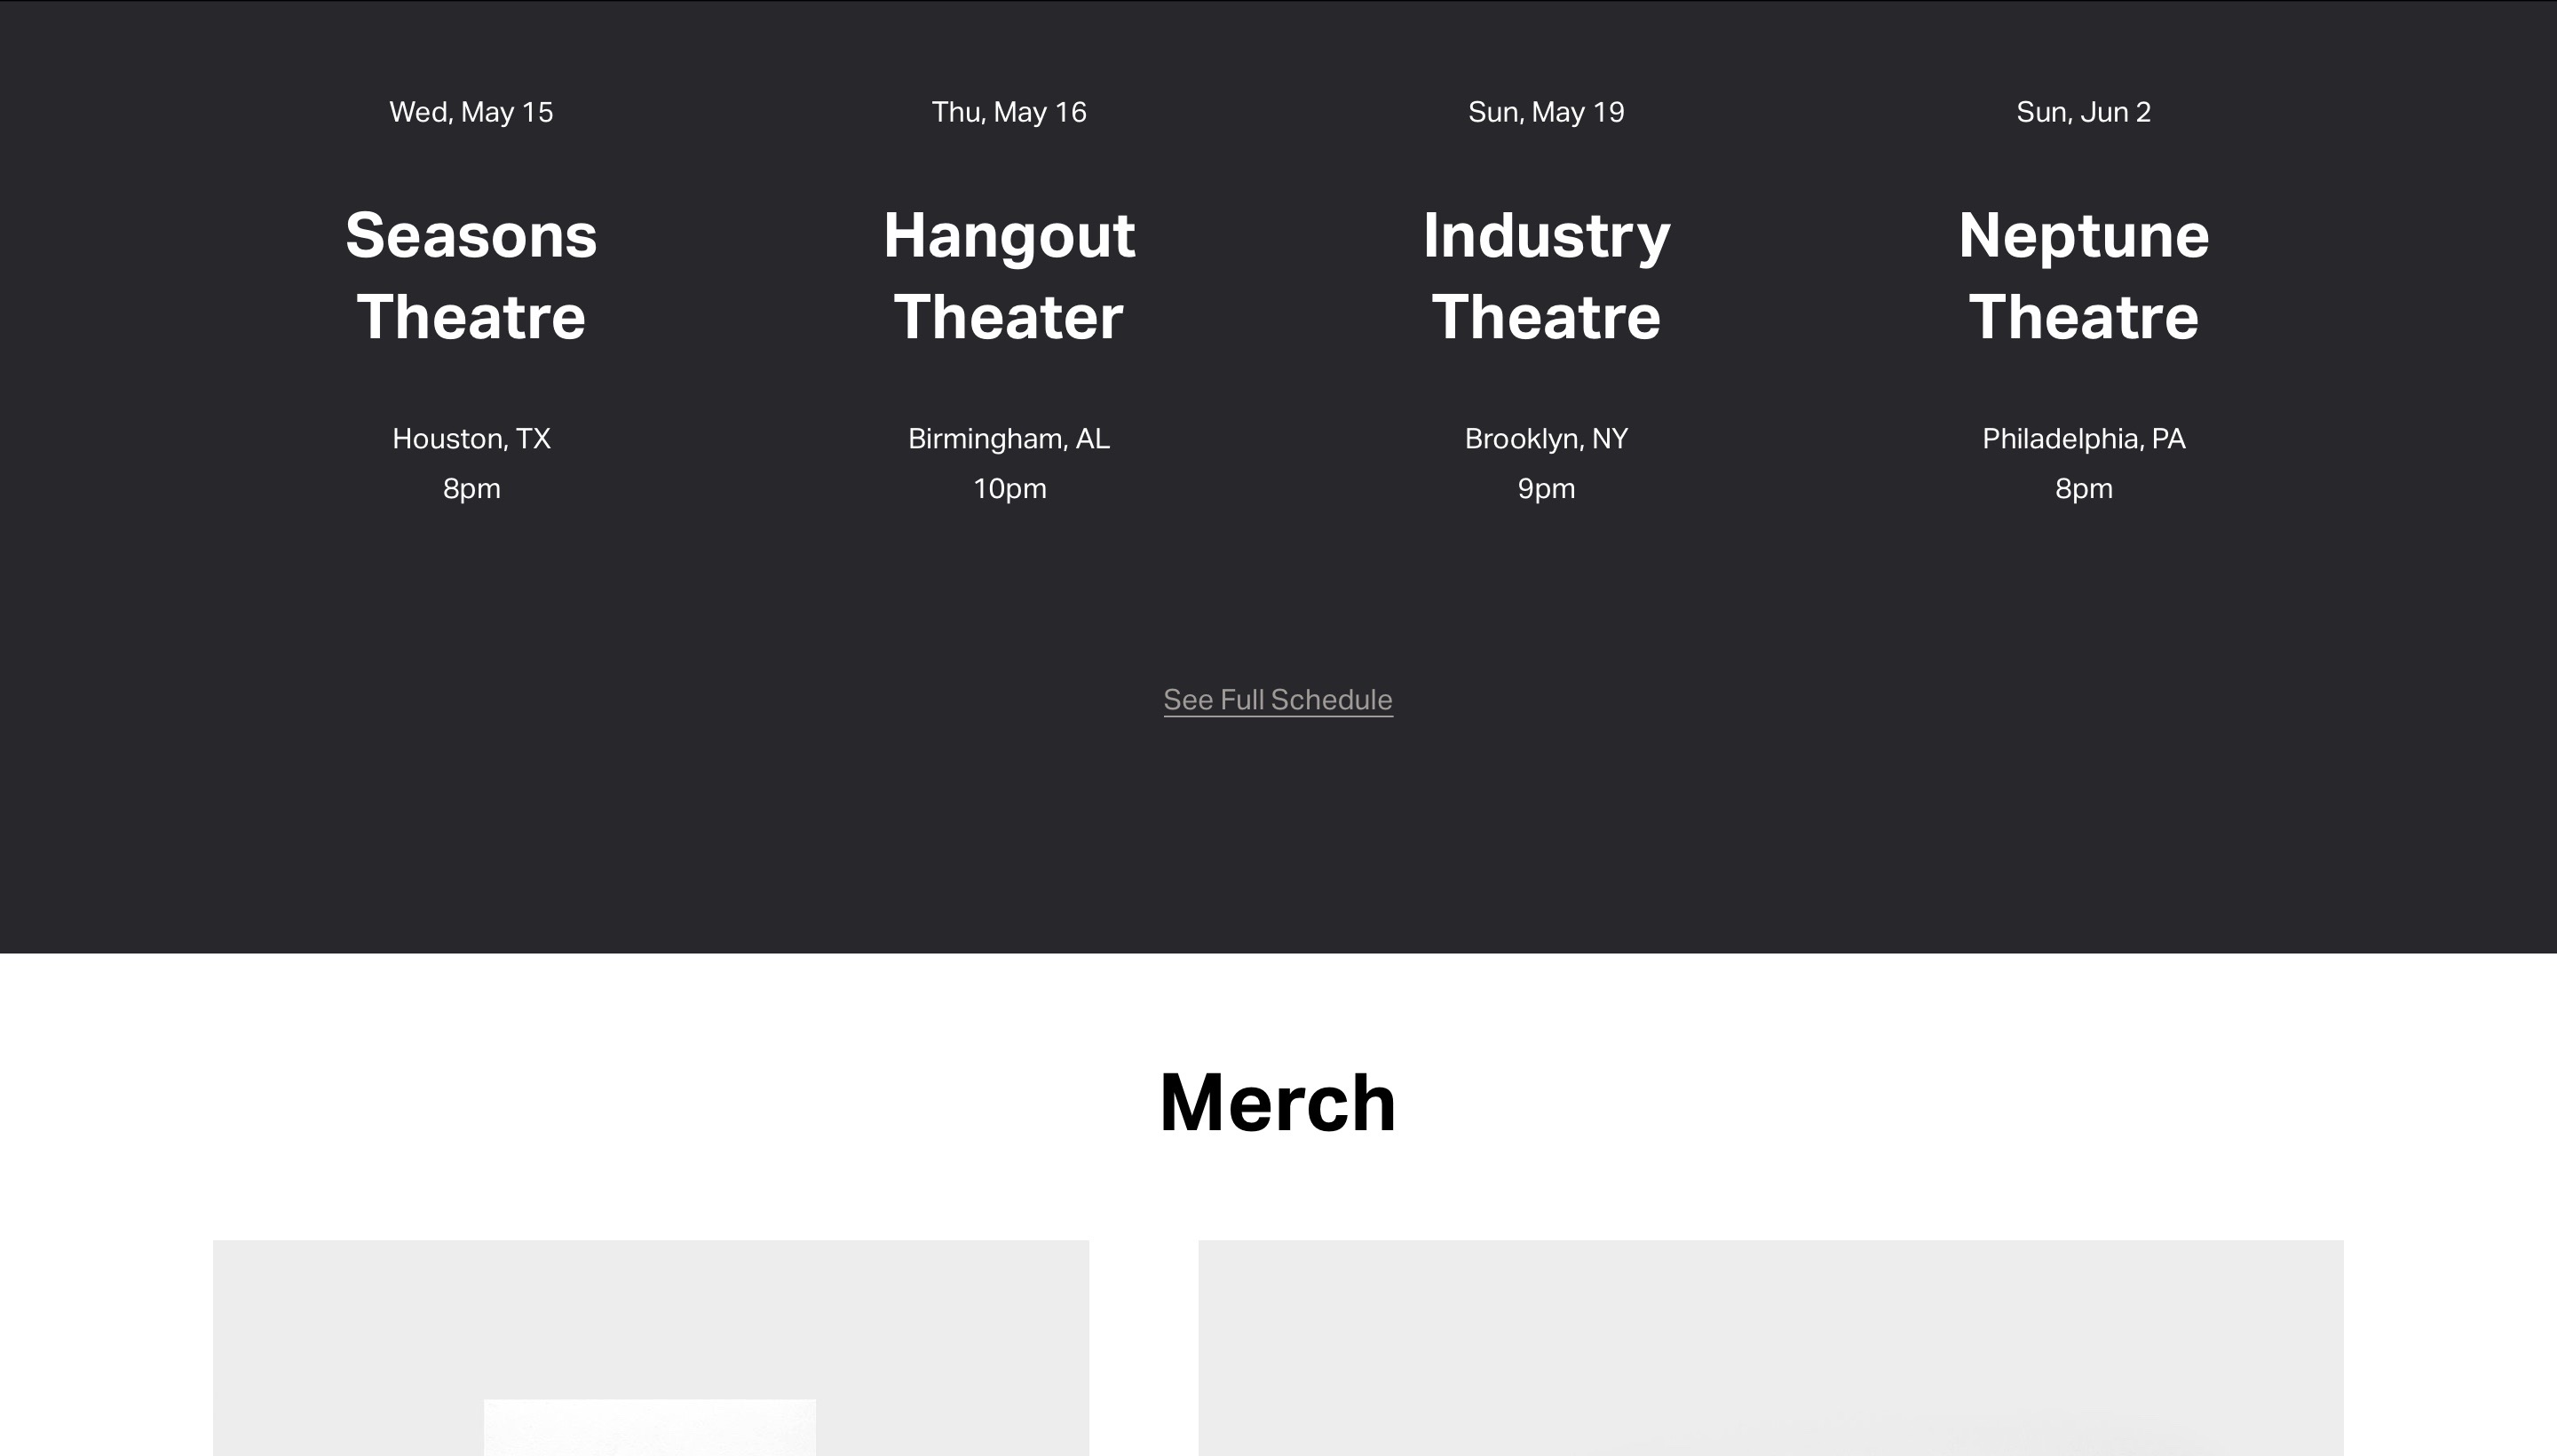 Wed, May 15
Seasons
Theatre
Houston, TX
8pm
Thu, May 16
Hangout
Theater
Birmingham, AL
10pm
Sun, May 19
Industry
Theatre
Brooklyn, NY
9pm
Sun, Jun 2
Neptune
Theatre
Philadelphia, PA
8pm
See Full Schedule
Merch